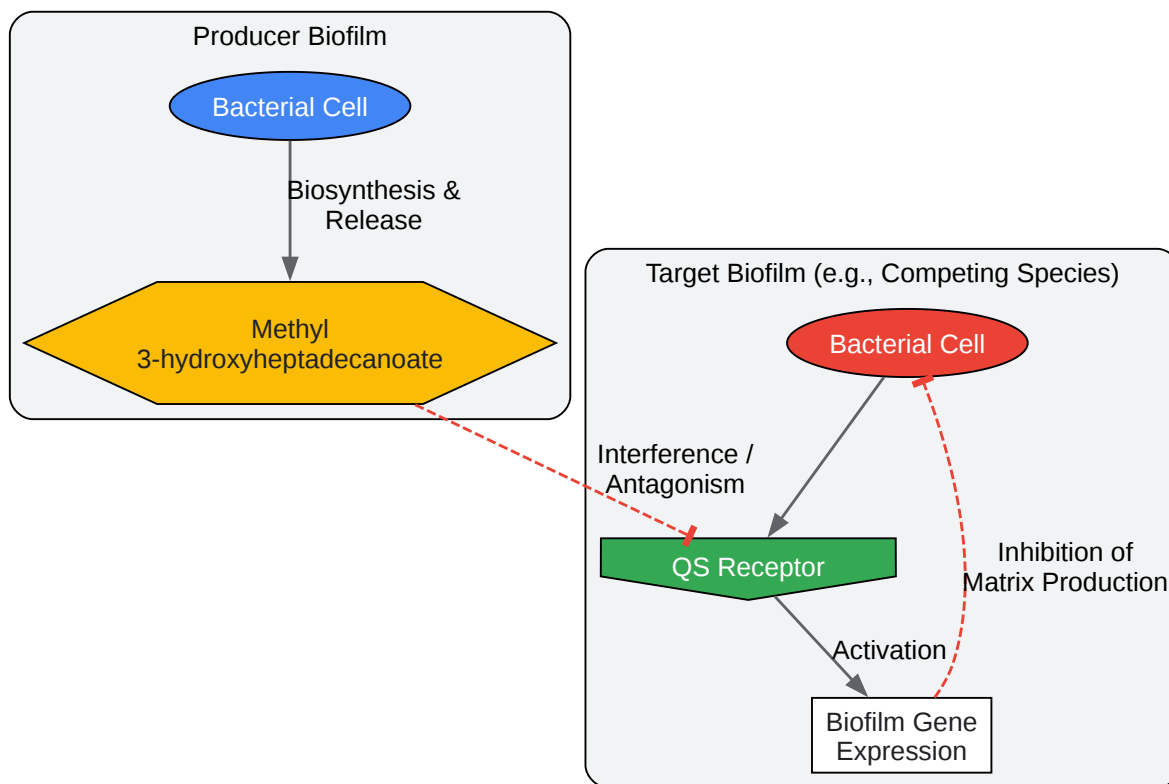 Producer Biofilm
Bacterial Cell
Biosynthesis &
Release
Methyl
3-hydroxyheptadecanoate
Target Biofilm (e.g., Competing Species)
Bacterial Cell
Interference /
Antagonism
QS Receptor
Inhibition of
Matrix Production
Activation
Biofilm Gene
Expression